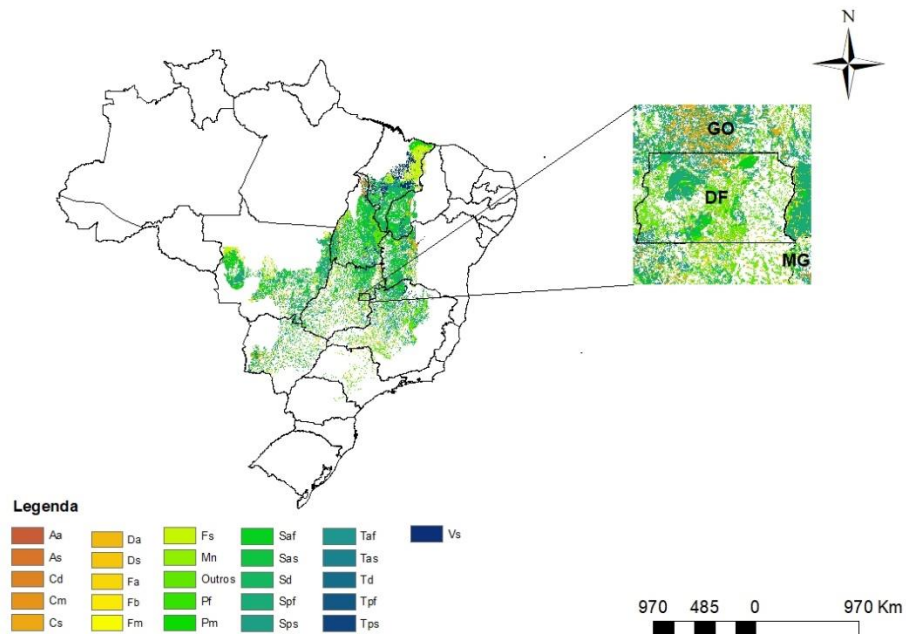 N
GO
DF
MG
Legenda
Aa
As
Cd
Cm
Cs
Da
Ds
Fa
Fb
Fm
Fs
Mn
Outros
Pf
Pm
Saf
Sas
Sd
Spf
Sps
Taf
Tas
Td
Tpf
Tps
Vs
970 485 0 970 Km